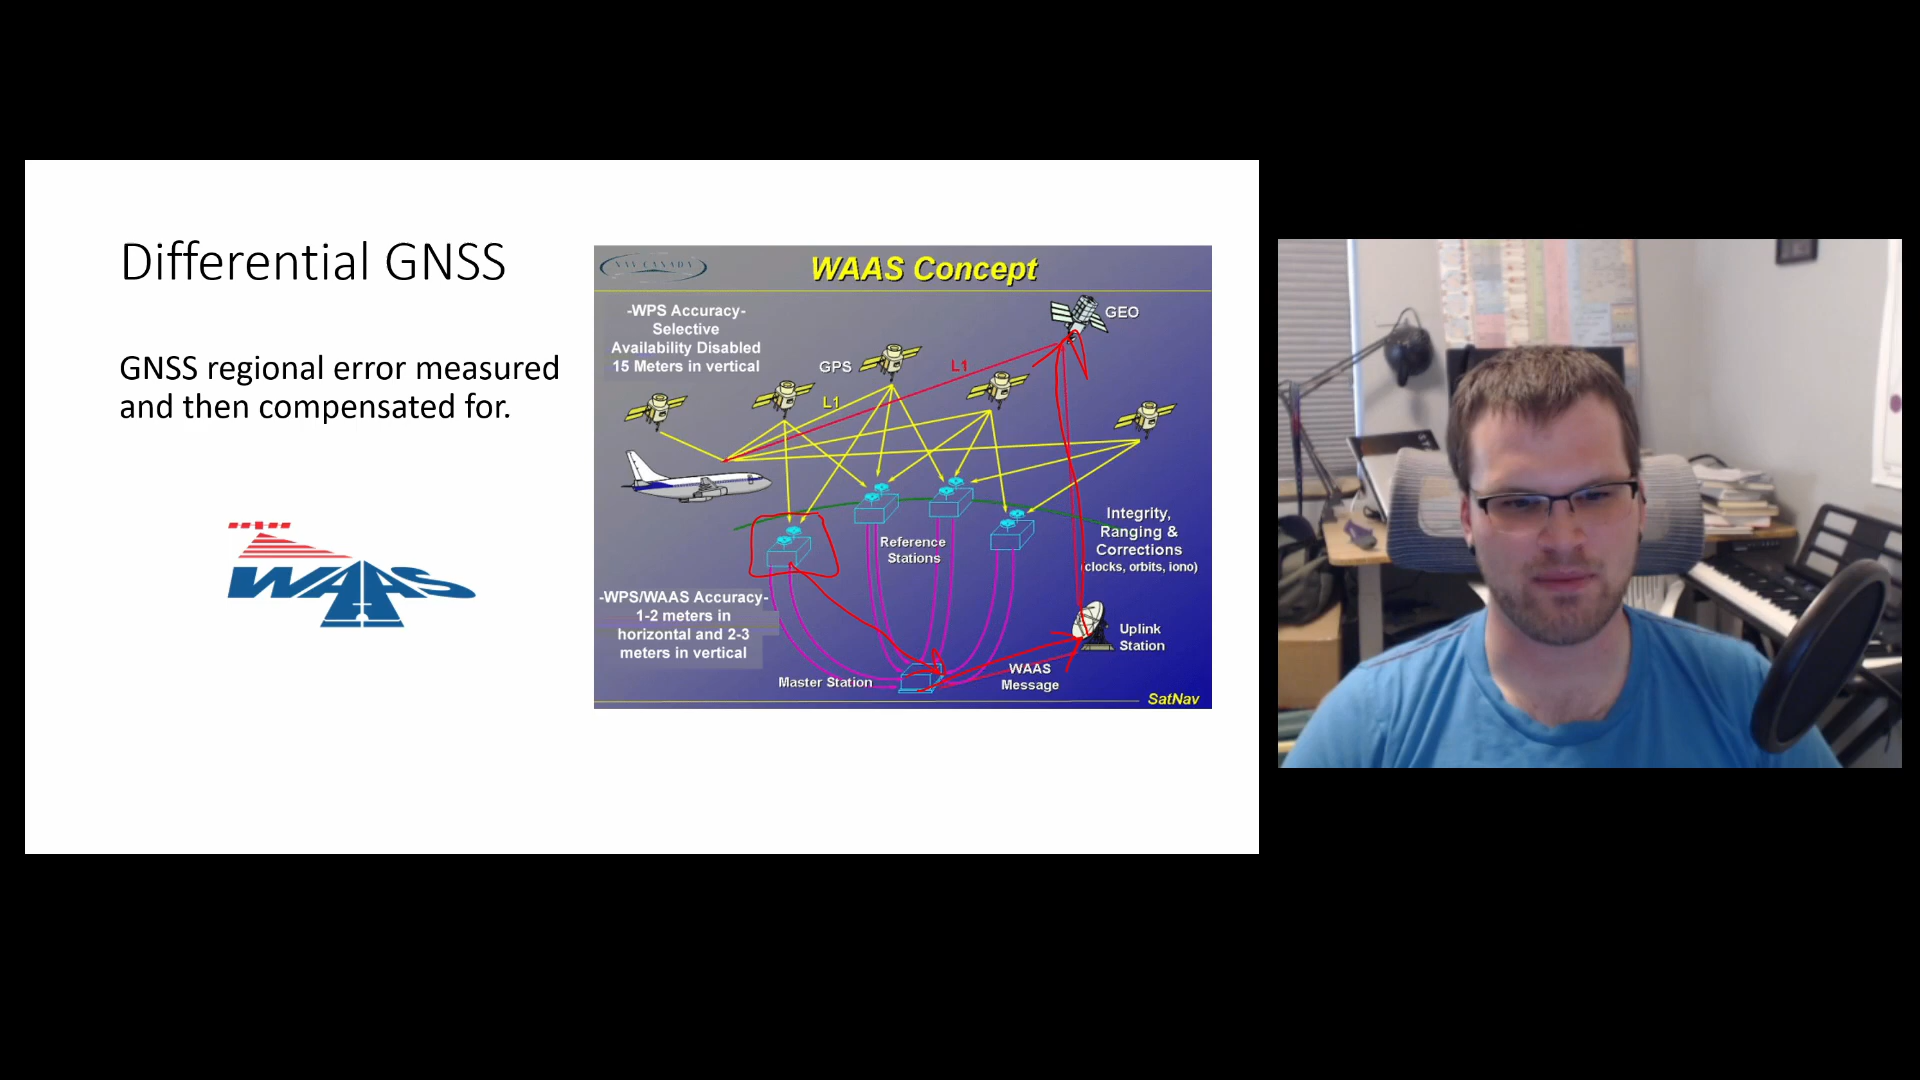 Differential GNSS
GNSS regional error measured
and then compensated for.
WAAS
NAV CANADA
WAAS Concept
-WPS Accuracy-
Selective
Availability Disabled
15 Meters in vertical
GEO
GPS
L1
L1
Reference
Stations
Integrity,
Ranging &
Corrections
(clocks, orbits, iono)
-WPS/WAAS Accuracy-
1-2 meters in
horizontal and 2-3
meters in vertical
Uplink
Station
Master Station
WAAS
Message
SatNav